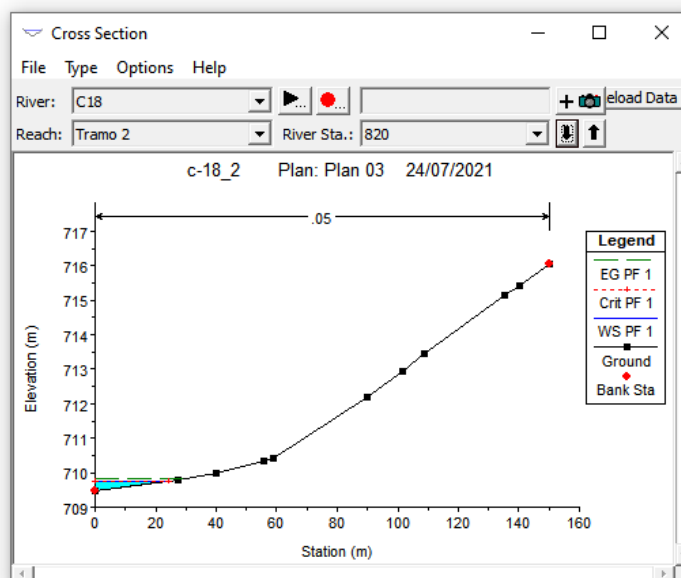 Cross Section
File Type Options Help
River: C18 eload Data
Reach: Tramo 2 River Sta.: 820
c-18_2 Plan: Plan 03 24/07/2021
.05
717
716
715
714
713
712
711
710
709
Elevation (m)
0 20 40 60 80 100 120 140 160
Station (m)
Legend
EG PF 1
Crit PF 1
WS PF 1
Ground
Bank Sta